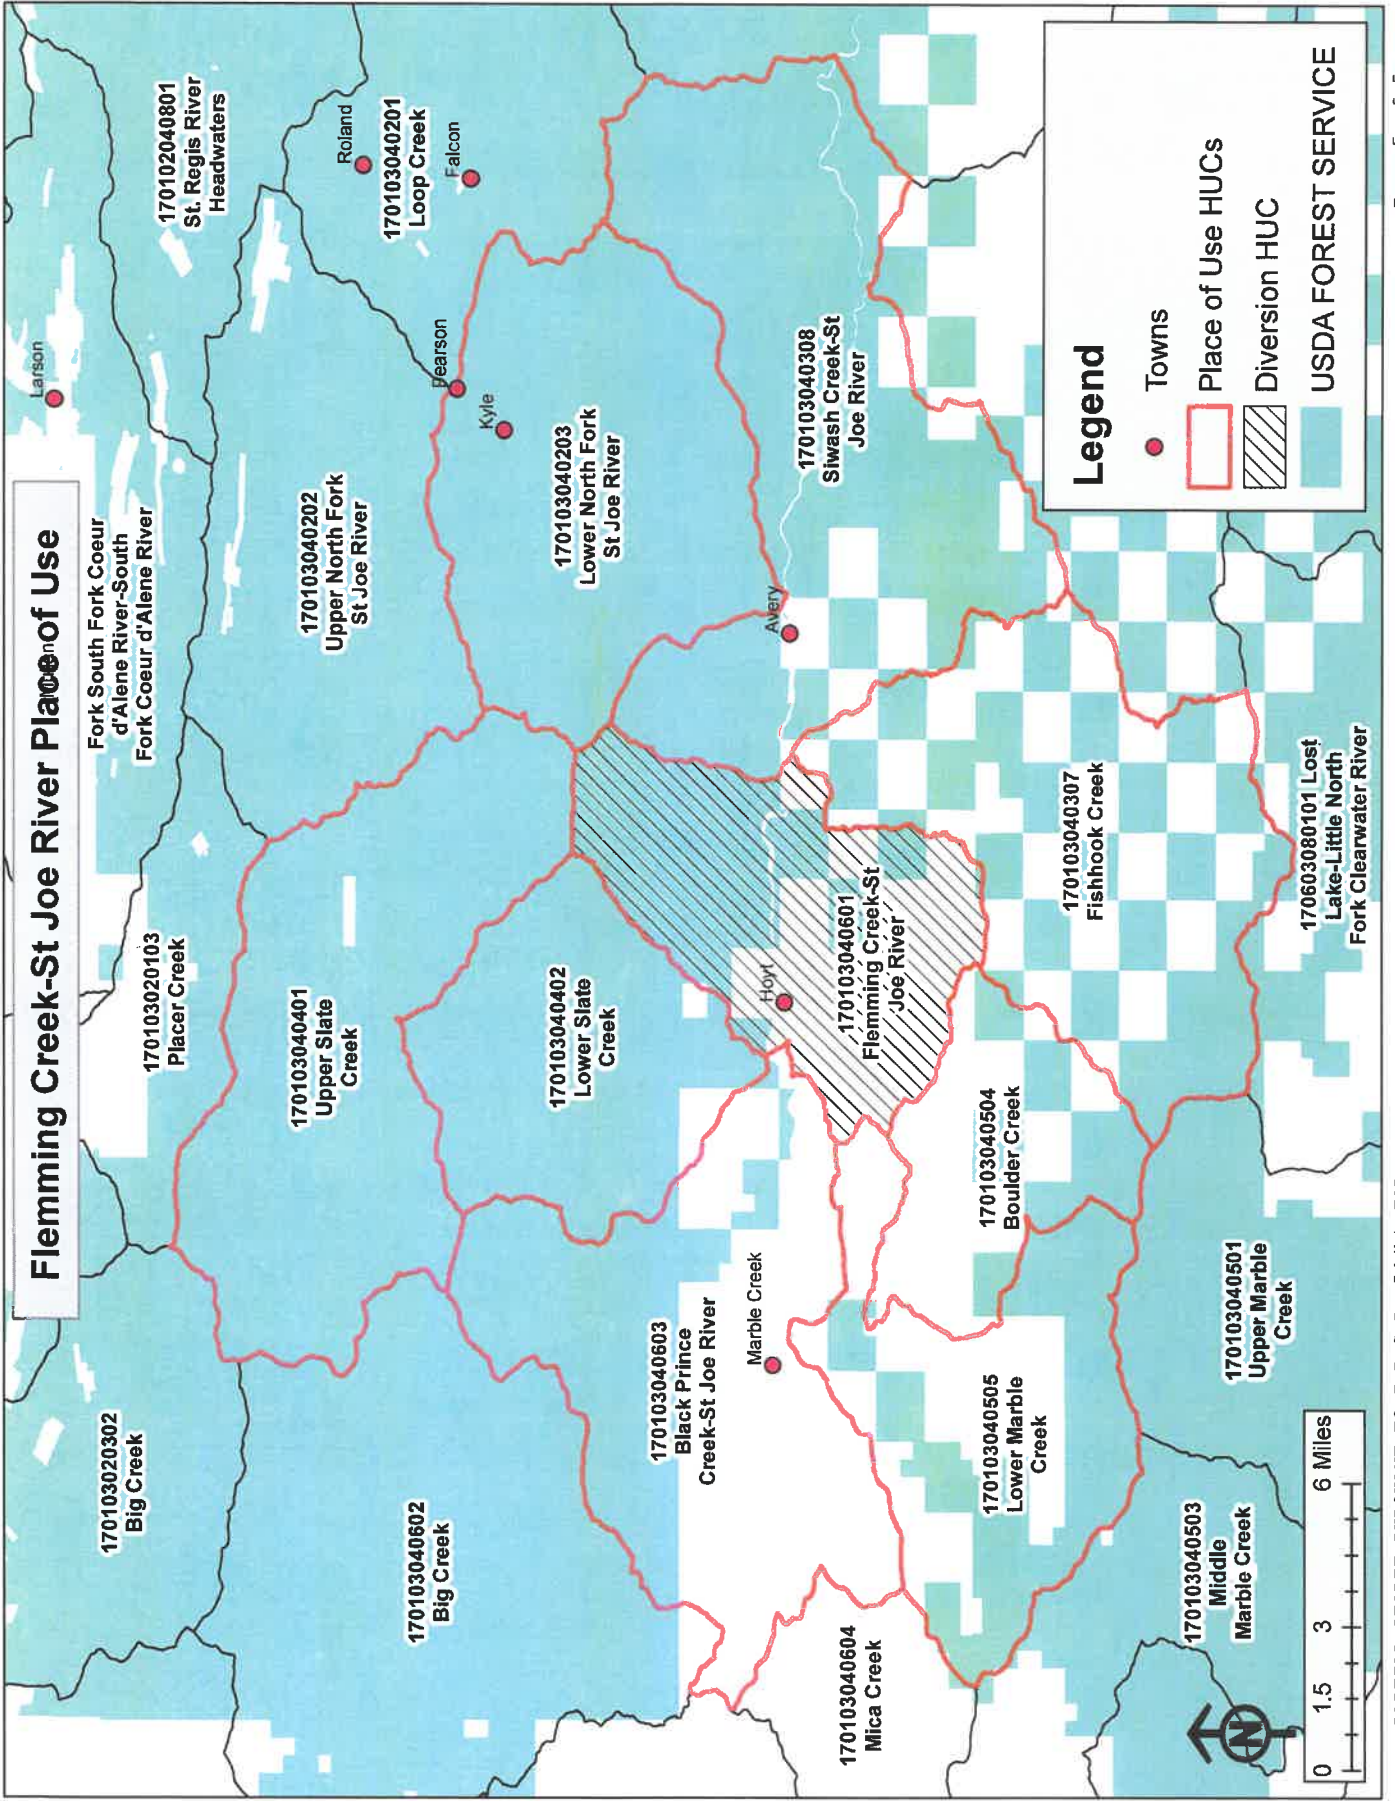 Flemming Creek-St Joe River Place of Use
Larson
Fork South Fork Coeur
d'Alene River-South
Fork Coeur d'Alene River
170103020302
Big Creek
170103020103
Placer Creek
170102040801
St. Regis River
Headwaters
170103040401
Upper Slate
Creek
170103040202
Upper North Fork
St Joe River
Roland
170103040201
Loop Creek
Falcon
Pearson
Kyle
170103040602
Big Creek
170103040402
Lower Slate
Creek
170103040203
Lower North Fork
St Joe River
170103040603
Black Prince
Creek-St Joe River
Marble Creek
Hoyt
Avery
170103040308
Siwash Creek-St
Joe River
170103040604
Mica Creek
170103040601
Flemming Creek-St
Joe River
170103040505
Lower Marble
Creek
170103040504
Boulder Creek
170103040307
Fishhook Creek
170103040503
Middle
Marble Creek
170103040501
Upper Marble
Creek
170603080101 Lost
Lake-Little North
Fork Clearwater River
Legend
Towns
Place of Use HUCs
Diversion HUC
USDA FOREST SERVICE
N
0 1.5 3 6 Miles